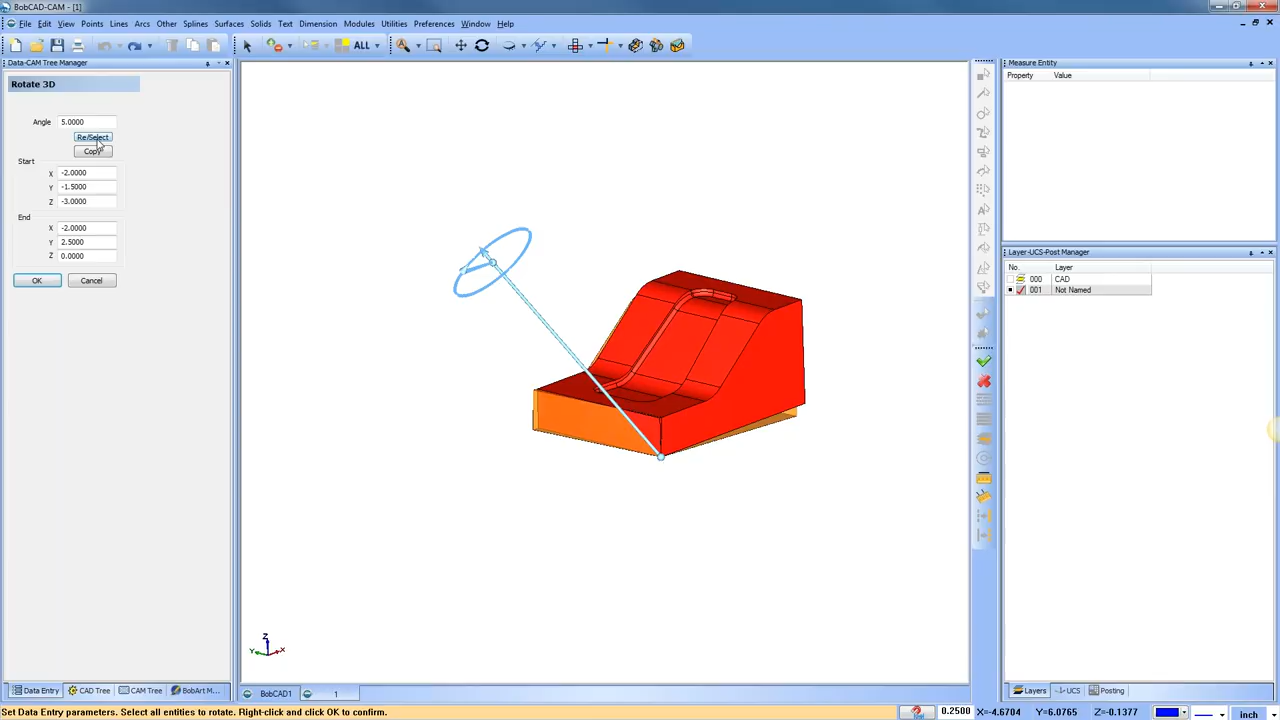 BobCAD-CAM - [1]
File Edit View Points Lines Arcs Other Splines Surfaces Solids Text Dimension Modules Utilities Preferences Window Help
ALL
Data-CAM Tree Manager
Rotate 3D
Angle 5.0000
Re/Select
Copy
Start
X -2.0000
Y -1.5000
Z -3.0000
End
X -2.0000
Y 2.5000
Z 0.0000
OK Cancel
Measure Entity
Property Value
Layer-UCS-Post Manager
No. Layer
000 CAD
001 Not Named
Z
Y X
Data Entry CAD Tree CAM Tree BobArt M...
BobCAD1 1
Layers UCS Posting
Set Data Entry parameters. Select all entities to rotate. Right-click and click OK to confirm.
0.2500 X=-4.6704 Y=6.0765 Z=-0.1377 inch